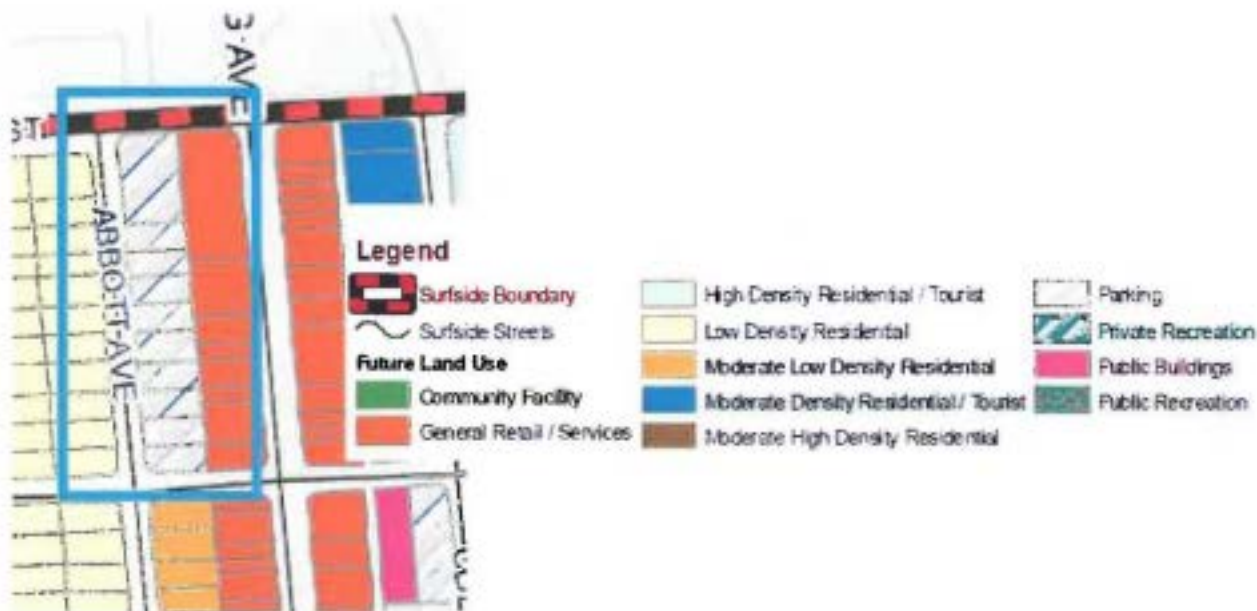 G AVE
ST
ABBOTT AVE
Legend
Surfside Boundary
Surfside Streets
Future Land Use
Community Facility
General Retail / Services
High Density Residential / Tourist
Low Density Residential
Moderate Low Density Residential
Moderate Density Residential / Tourist
Moderate High Density Residential
Parking
Private Recreation
Public Buildings
Public Recreation